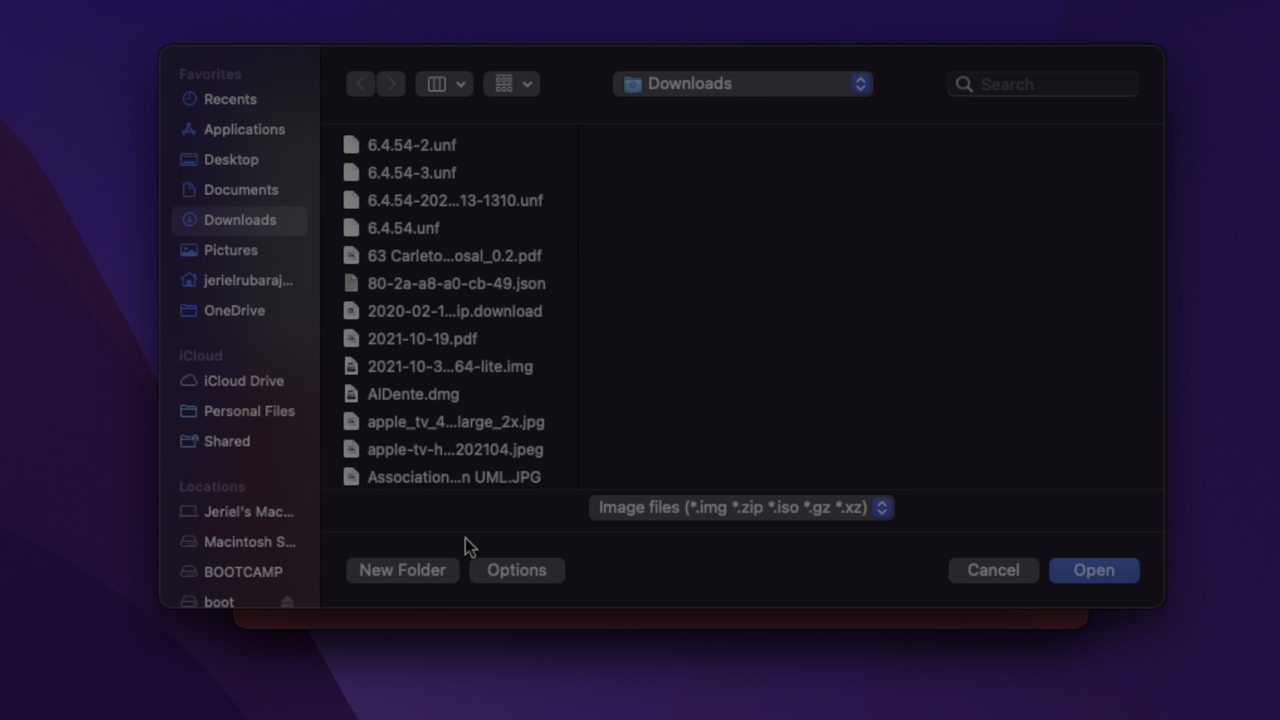 Favorites
Recents
Applications
Desktop
Documents
Downloads
Pictures
jerielrubaraj...
OneDrive
iCloud
iCloud Drive
Personal Files
Shared
Locations
Jeriel's Mac...
Macintosh S...
BOOTCAMP
boot
Downloads
Search
6.4.54-2.unf
6.4.54-3.unf
6.4.54-202...13-1310.unf
6.4.54.unf
63 Carleto...osal_0.2.pdf
80-2a-a8-a0-cb-49.json
2020-02-1...ip.download
2021-10-19.pdf
2021-10-3...64-lite.img
AlDente.dmg
apple_tv_4...large_2x.jpg
apple-tv-h...202104.jpeg
Association...n UML.JPG
Image files (*.img *.zip *.iso *.gz *.xz)
New Folder
Options
Cancel
Open